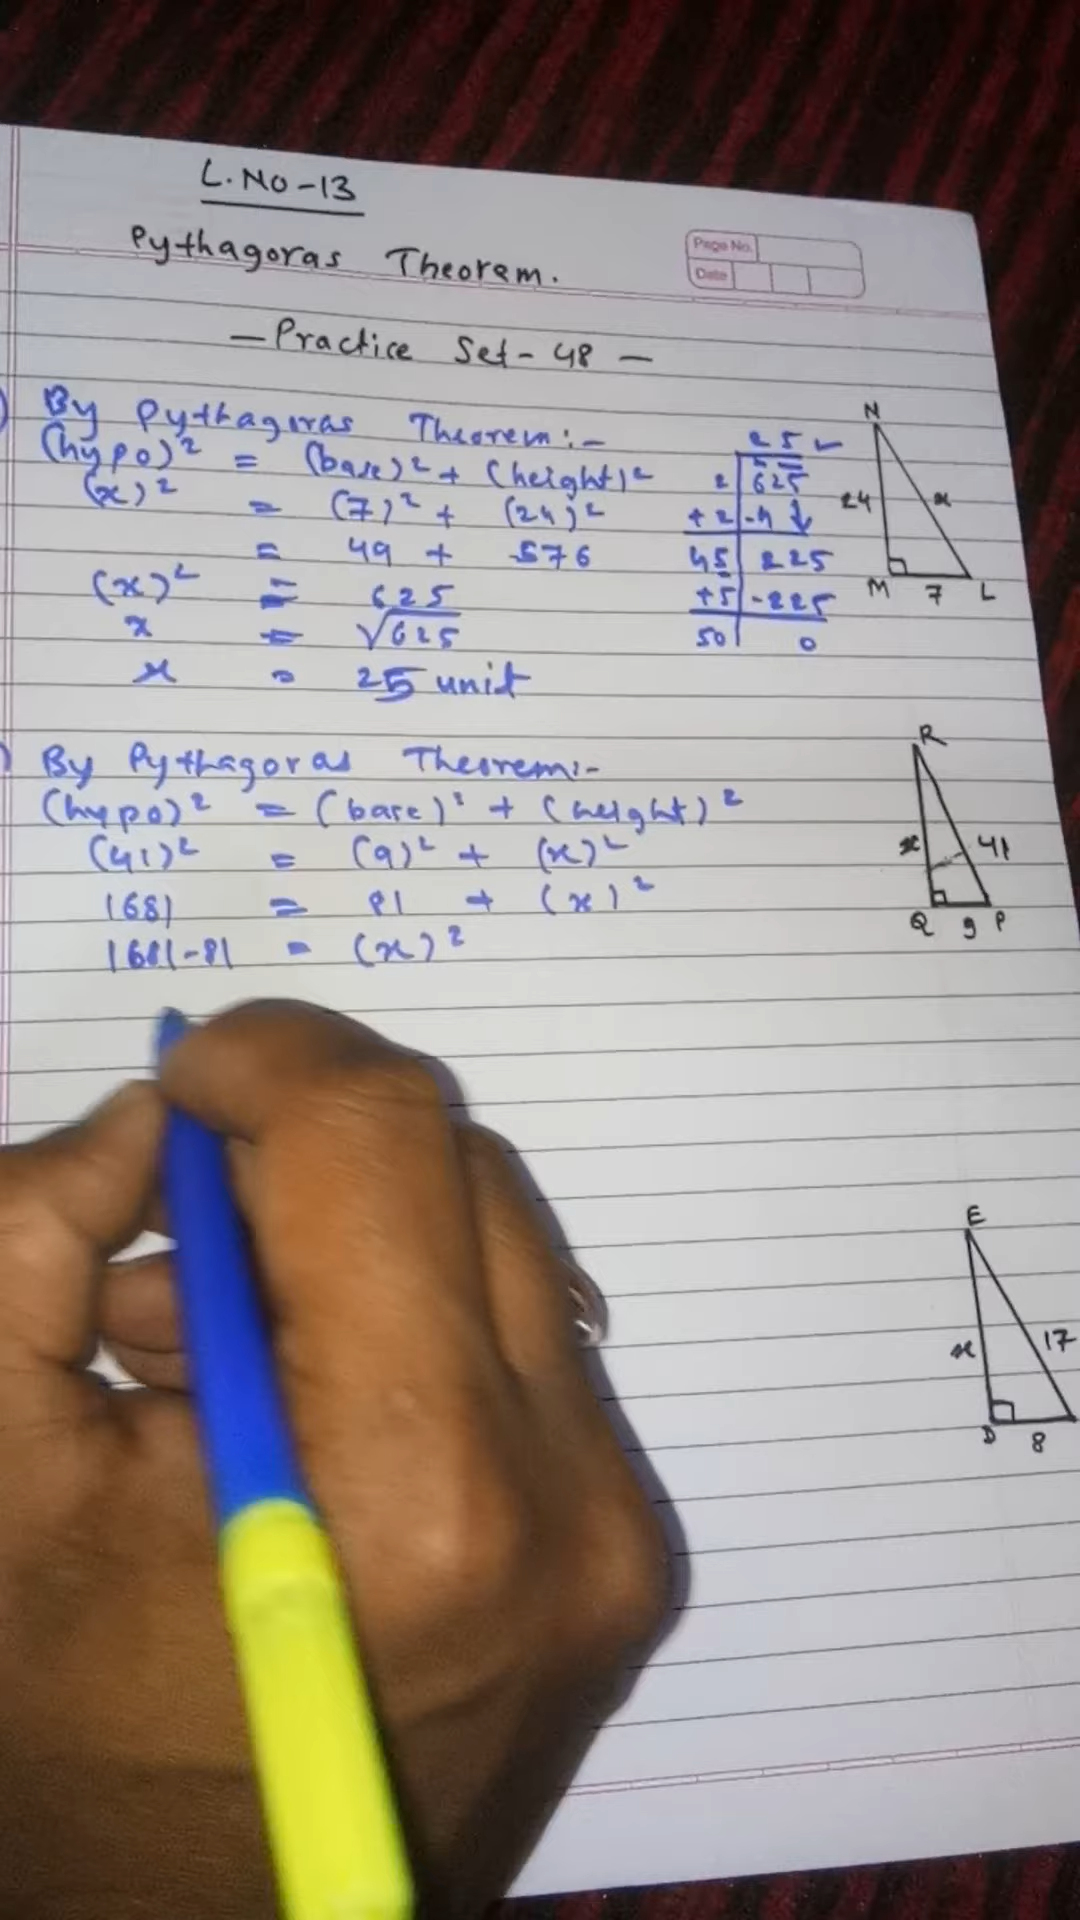 L.No-13
Pythagoras Theorem.
Page No.
Date
- Practice Set-48 -
By Pythagoras Theorem:-
(hypo)² = (base)² + (height)²
(x)² = (7)² + (24)²
= 49 + 576
(x)² = 625
x = √625
x = 25 unit
25 ✓
2 625
+2 -4 ↓
45 225
+5 -225
50 0
N
24 x
M 7 L
By Pythagoras Theorem:-
(hypo)² = (base)² + (height)²
(41)² = (9)² + (x)²
1681 = 81 + (x)²
1681-81 = (x)²
R
x 41
Q 9 P
E
x 17
D 8